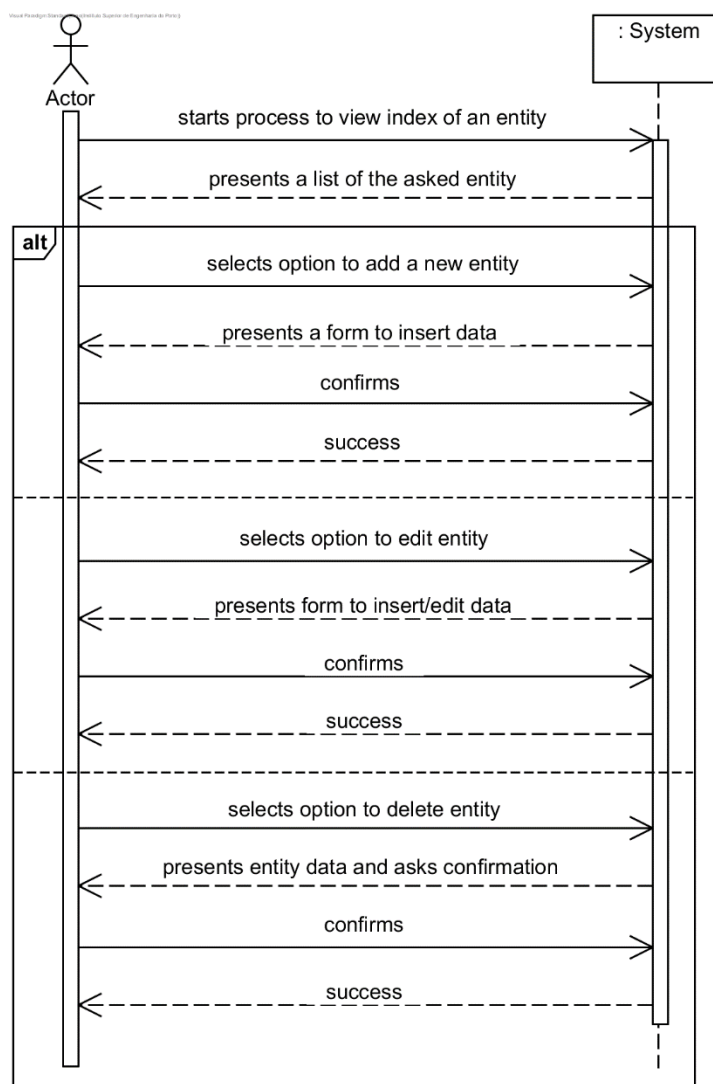 Actor
: System
starts process to view index of an entity
presents a list of the asked entity
alt
selects option to add a new entity
presents a form to insert data
confirms
success
selects option to edit entity
presents form to insert/edit data
confirms
success
selects option to delete entity
presents entity data and asks confirmation
confirms
success